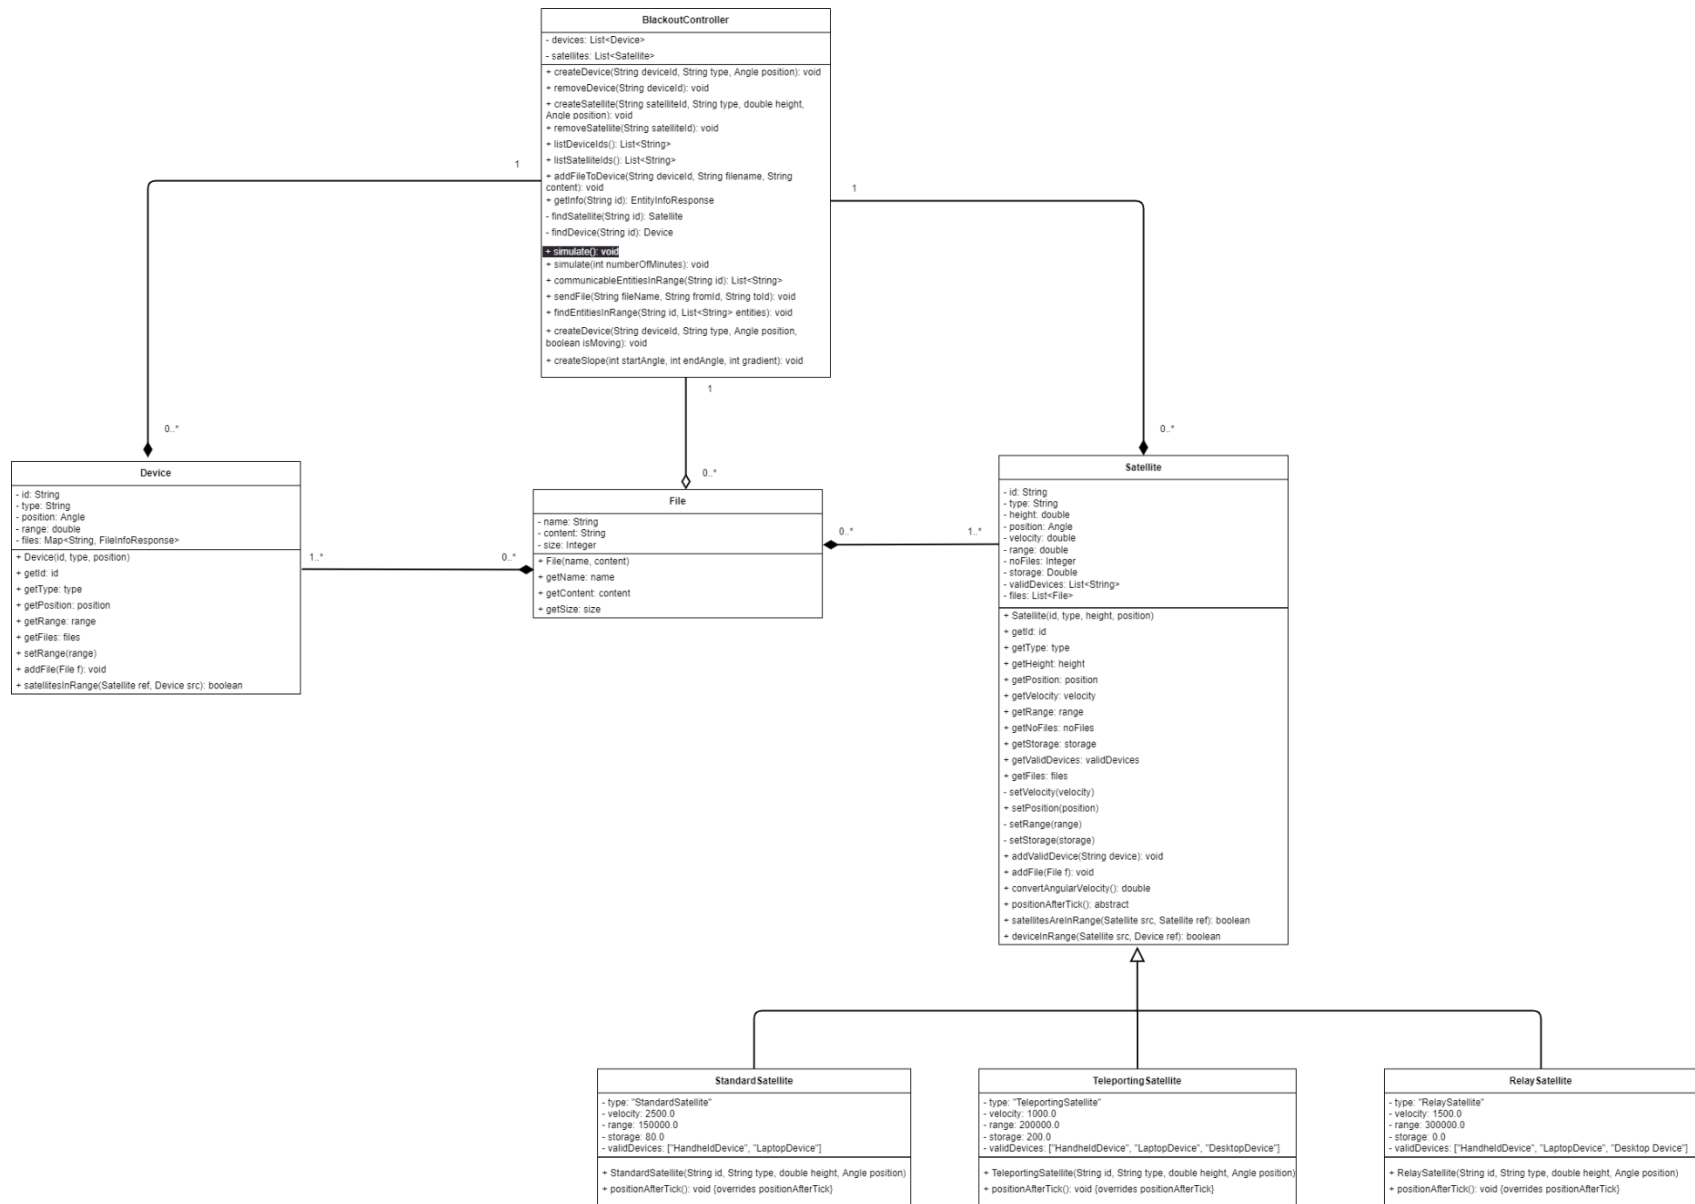 BlackoutController
- devices: List<Device>
- satellites: List<Satellite>
+ createDevice(String deviceId, String type, Angle position): void
+ removeDevice(String deviceId): void
+ createSatellite(String satelliteId, String type, double height,
Angle position): void
+ removeSatellite(String satelliteId): void
+ listDeviceIds(): List<String>
+ listSatelliteIds(): List<String>
+ addFileToDevice(String deviceId, String filename, String
content): void
+ getInfo(String id): EntityInfoResponse
- findSatellite(String id): Satellite
- findDevice(String id): Device
+ simulate(): void
+ simulate(int numberOfMinutes): void
+ communicableEntitiesInRange(String id): List<String>
+ sendFile(String fileName, String fromId, String toId): void
+ findEntitiesInRange(String id, List<String> entities): void
+ createDevice(String deviceId, String type, Angle position,
boolean isMoving): void
+ createSlope(int startAngle, int endAngle, int gradient): void
1
1
1
0..*
0..*
0..*
Device
- id: String
- type: String
- position: Angle
- range: double
- files: Map<String, FileInfoResponse>
+ Device(id, type, position)
+ getId: id
+ getType: type
+ getPosition: position
+ getRange: range
+ getFiles: files
+ setRange(range)
+ addFile(File f): void
+ satellitesInRange(Satellite ref, Device src): boolean
1..*
0..*
File
- name: String
- content: String
- size: Integer
+ File(name, content)
+ getName: name
+ getContent: content
+ getSize: size
0..*
1..*
Satellite
- id: String
- type: String
- height: double
- position: Angle
- velocity: double
- range: double
- noFiles: Integer
- storage: Double
- validDevices: List<String>
- files: List<File>
+ Satellite(id, type, height, position)
+ getId: id
+ getType: type
+ getHeight: height
+ getPosition: position
+ getVelocity: velocity
+ getRange: range
+ getNoFiles: noFiles
+ getStorage: storage
+ getValidDevices: validDevices
+ getFiles: files
- setVelocity(velocity)
+ setPosition(position)
- setRange(range)
- setStorage(storage)
+ addValidDevice(String device): void
+ addFile(File f): void
+ convertAngularVelocity(): double
+ positionAfterTick(): abstract
+ satellitesAreInRange(Satellite src, Satellite ref): boolean
+ deviceInRange(Satellite src, Device ref): boolean
StandardSatellite
- type: "StandardSatellite"
- velocity: 2500.0
- range: 150000.0
- storage: 80.0
- validDevices: ["HandheldDevice", "LaptopDevice"]
+ StandardSatellite(String id, String type, double height, Angle position)
+ positionAfterTick(): void {overrides positionAfterTick}
TeleportingSatellite
- type: "TeleportingSatellite"
- velocity: 1000.0
- range: 200000.0
- storage: 200.0
- validDevices: ["HandheldDevice", "LaptopDevice", "DesktopDevice"]
+ TeleportingSatellite(String id, String type, double height, Angle position)
+ positionAfterTick(): void {overrides positionAfterTick}
RelaySatellite
- type: "RelaySatellite"
- velocity: 1500.0
- range: 300000.0
- storage: 0.0
- validDevices: ["HandheldDevice", "LaptopDevice", "Desktop Device"]
+ RelaySatellite(String id, String type, double height, Angle position)
+ positionAfterTick(): void {overrides positionAfterTick}